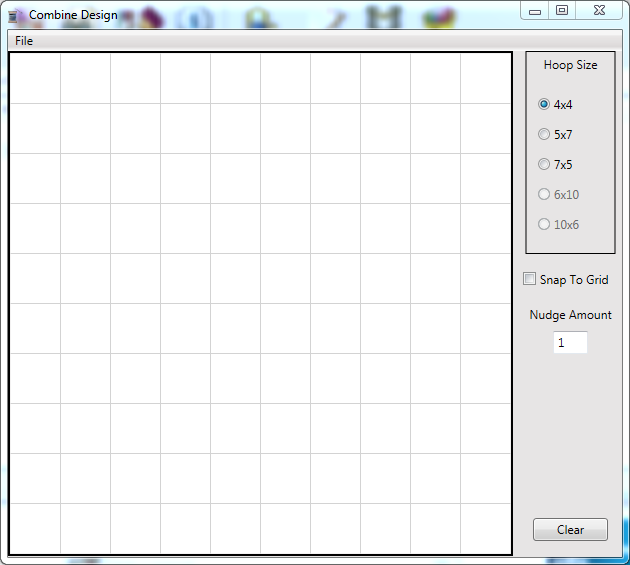 Combine Design
File
Hoop Size
4x4
5x7
7x5
6x10
10x6
Snap To Grid
Nudge Amount
1
Clear